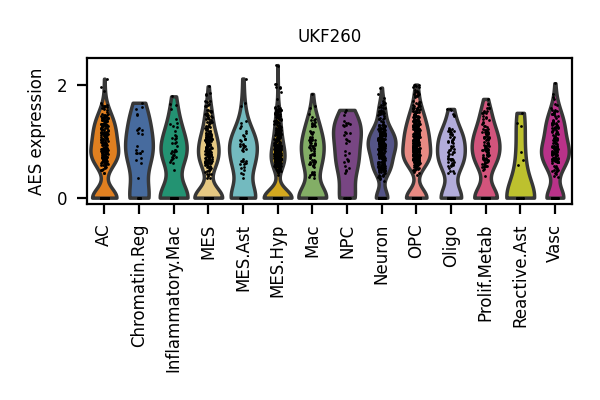 UKF260
AES expression
2
0
AC
Chromatin.Reg
Inflammatory.Mac
MES
MES.Ast
MES.Hyp
Mac
NPC
Neuron
OPC
Oligo
Prolif.Metab
Reactive.Ast
Vasc